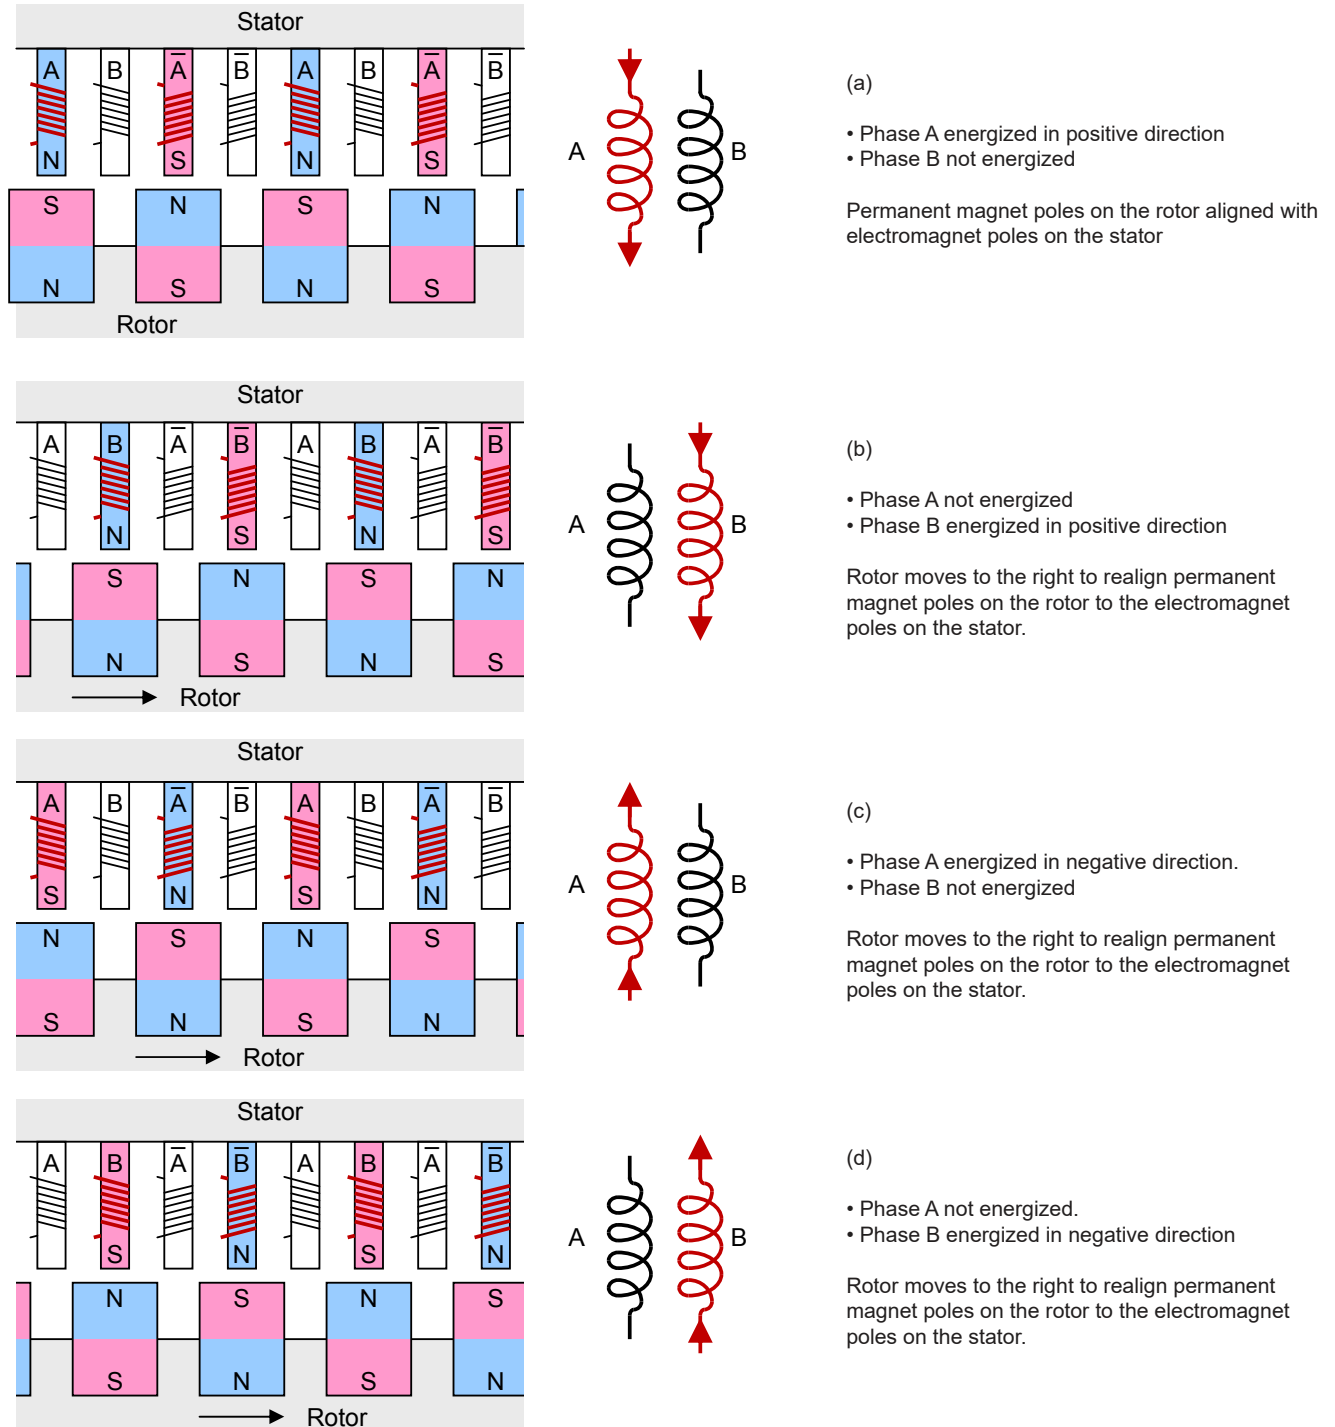 Stator
A B A̅ B̅ A B A̅ B̅
N S N S
S N S N
N S N S
Rotor
A B
(a)
• Phase A energized in positive direction
• Phase B not energized
Permanent magnet poles on the rotor aligned with
electromagnet poles on the stator
Stator
A B A̅ B̅ A B A̅ B̅
N S N S
S N S N
N S N S
Rotor
A B
(b)
• Phase A not energized
• Phase B energized in positive direction
Rotor moves to the right to realign permanent
magnet poles on the rotor to the electromagnet
poles on the stator.
Stator
A B A̅ B̅ A B A̅ B̅
S N S N
N S N S
S N S N
Rotor
A B
(c)
• Phase A energized in negative direction.
• Phase B not energized
Rotor moves to the right to realign permanent
magnet poles on the rotor to the electromagnet
poles on the stator.
Stator
A B A̅ B̅ A B A̅ B̅
S N S N
N S N S
S N S N
Rotor
A B
(d)
• Phase A not energized.
• Phase B energized in negative direction
Rotor moves to the right to realign permanent
magnet poles on the rotor to the electromagnet
poles on the stator.